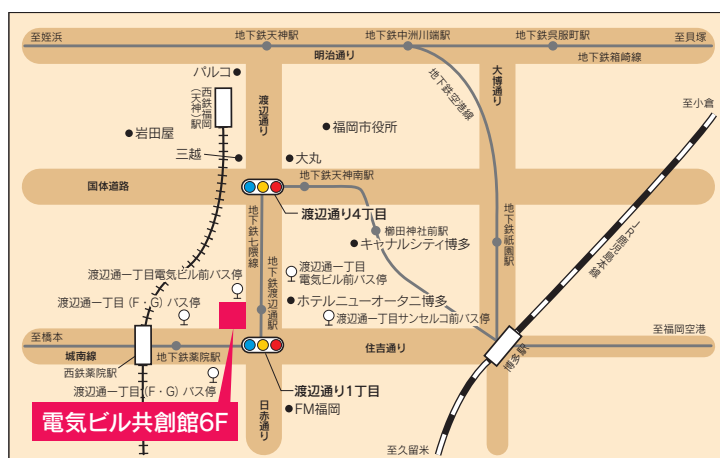 至姪浜
地下鉄天神駅
地下鉄中洲川端駅
地下鉄呉服町駅
至貝塚
明治通り
地下鉄箱崎線
パルコ
西鉄福岡
(天神)駅
渡辺通り
地下鉄空港線
大博通り
至小倉
岩田屋
福岡市役所
三越
大丸
国体道路
地下鉄天神南駅
渡辺通り4丁目
櫛田神社前駅
キャナルシティ博多
地下鉄祇園駅
JR鹿児島本線
地下鉄七隈線
渡辺通一丁目電気ビル前バス停
渡辺通一丁目
電気ビル前バス停
渡辺通一丁目(F・G)バス停
地下鉄渡辺通駅
ホテルニューオータニ博多
渡辺通一丁目サンセルコ前バス停
至橋本
至福岡空港
城南線
地下鉄薬院駅
住吉通り
博多駅
西鉄薬院駅
渡辺通一丁目(F・G)バス停
渡辺通り1丁目
電気ビル共創館6F
日赤通り
FM福岡
至久留米